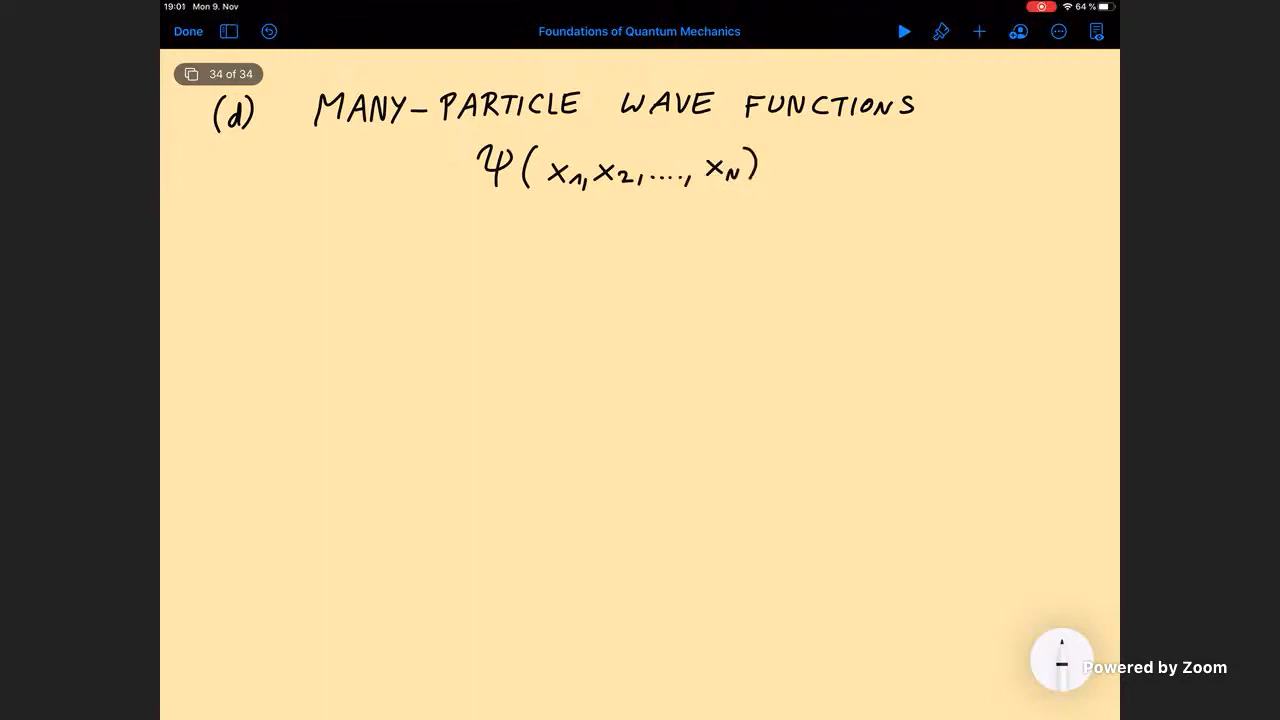 19:01 Mon 9. Nov 64 %
Done Foundations of Quantum Mechanics
34 of 34
(d) MANY-PARTICLE WAVE FUNCTIONS
Ψ( x₁, x₂, ...., x_N)
Powered by Zoom